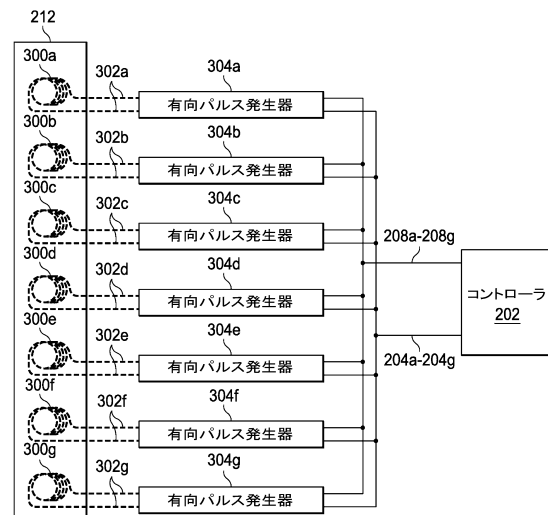 212
300a
302a
304a
有向パルス発生器
300b
302b
304b
有向パルス発生器
300c
302c
304c
有向パルス発生器
208a-208g
300d
302d
304d
有向パルス発生器
コントローラ
202
300e
302e
304e
有向パルス発生器
204a-204g
300f
302f
304f
有向パルス発生器
300g
302g
304g
有向パルス発生器